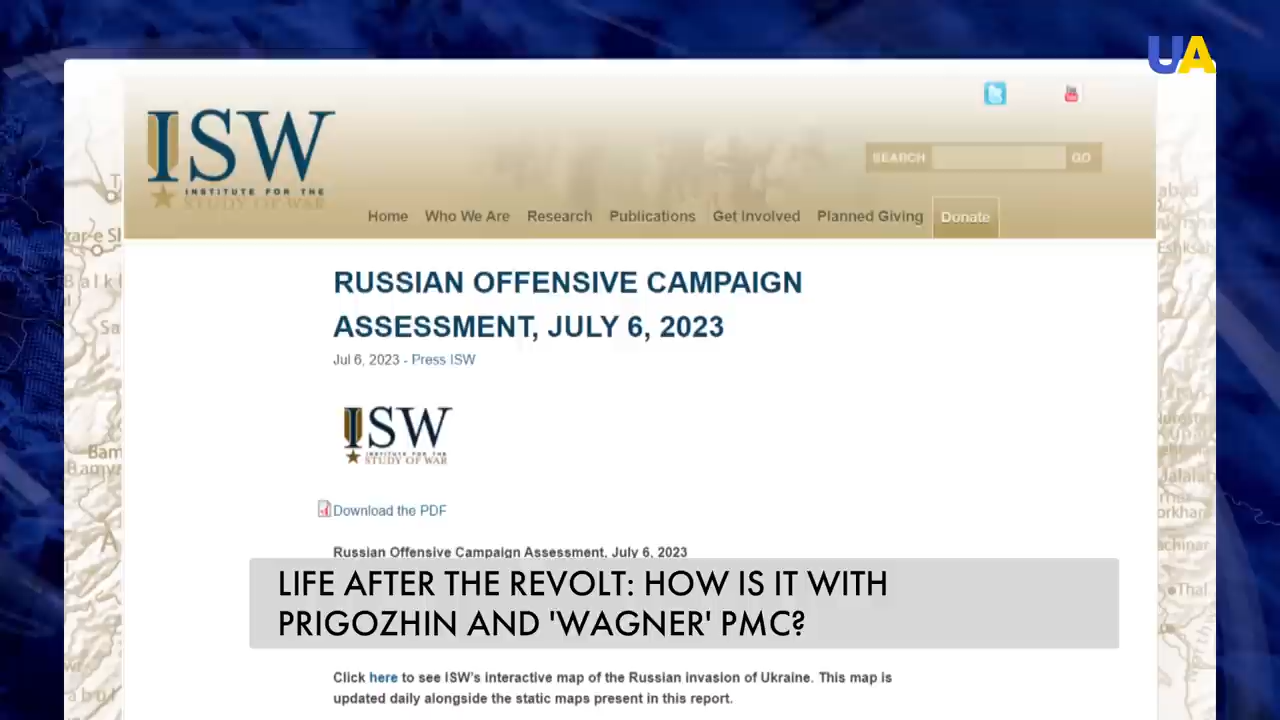 UA
ISW
INSTITUTE FOR THE
STUDY OF WAR
SEARCH
GO
Home
Who We Are
Research
Publications
Get Involved
Planned Giving
Donate
RUSSIAN OFFENSIVE CAMPAIGN
ASSESSMENT, JULY 6, 2023
Jul 6, 2023 - Press ISW
ISW
INSTITUTE FOR THE
STUDY OF WAR
Download the PDF
Russian Offensive Campaign Assessment, July 6, 2023
LIFE AFTER THE REVOLT: HOW IS IT WITH
PRIGOZHIN AND 'WAGNER' PMC?
Click here to see ISW's interactive map of the Russian invasion of Ukraine. This map is
updated daily alongside the static maps present in this report.
Thal